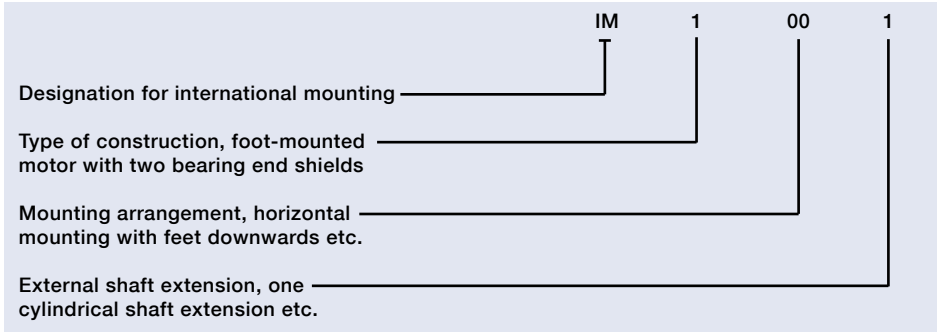 IM 1 00 1
Designation for international mounting
Type of construction, foot-mounted
motor with two bearing end shields
Mounting arrangement, horizontal
mounting with feet downwards etc.
External shaft extension, one
cylindrical shaft extension etc.